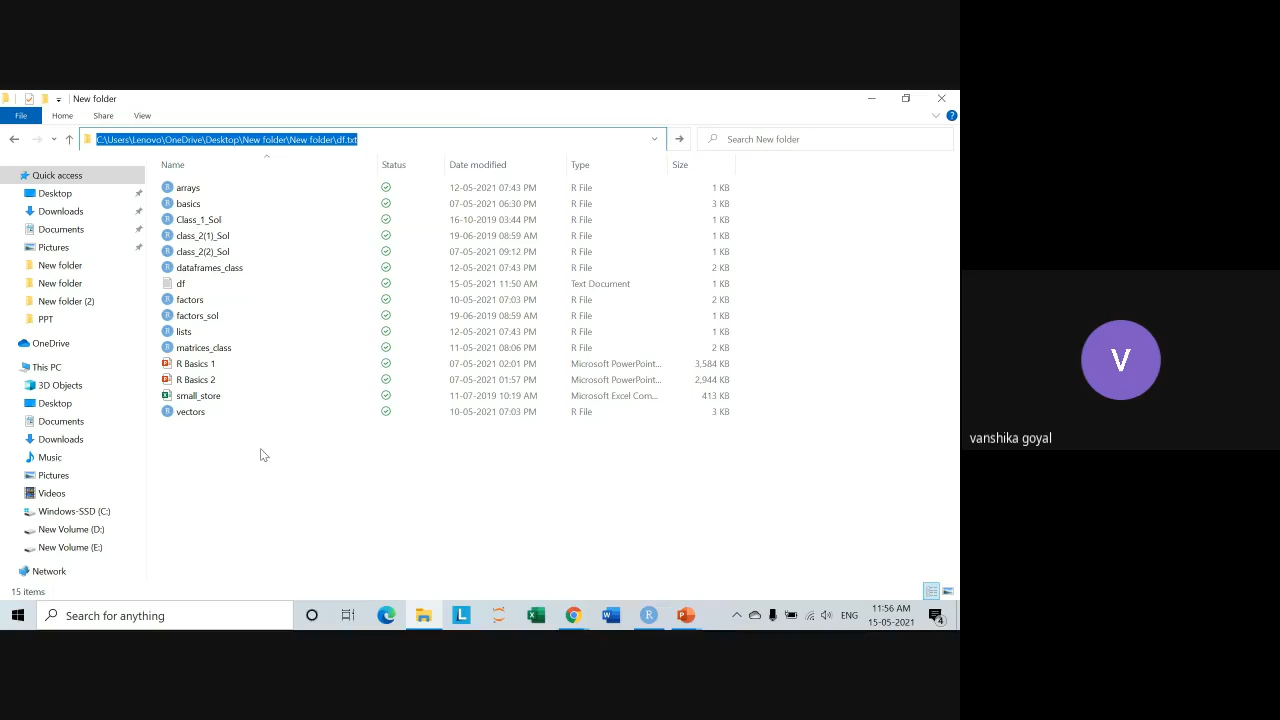 New folder
File Home Share View
C:\Users\Lenovo\OneDrive\Desktop\New folder\New folder\df.txt
Search New folder
Name Status Date modified Type Size
Quick access
Desktop
Downloads
Documents
Pictures
New folder
New folder
New folder (2)
PPT
OneDrive
This PC
3D Objects
Desktop
Documents
Downloads
Music
Pictures
Videos
Windows-SSD (C:)
New Volume (D:)
New Volume (E:)
Network
arrays 12-05-2021 07:43 PM R File 1 KB
basics 07-05-2021 06:30 PM R File 3 KB
Class_1_Sol 16-10-2019 03:44 PM R File 1 KB
class_2(1)_Sol 19-06-2019 08:59 AM R File 1 KB
class_2(2)_Sol 07-05-2021 09:12 PM R File 1 KB
dataframes_class 12-05-2021 07:43 PM R File 2 KB
df 15-05-2021 11:50 AM Text Document 1 KB
factors 10-05-2021 07:03 PM R File 2 KB
factors_sol 19-06-2019 08:59 AM R File 1 KB
lists 12-05-2021 07:43 PM R File 1 KB
matrices_class 11-05-2021 08:06 PM R File 2 KB
R Basics 1 07-05-2021 02:01 PM Microsoft PowerPoint... 3,584 KB
R Basics 2 07-05-2021 01:57 PM Microsoft PowerPoint... 2,944 KB
small_store 11-07-2019 10:19 AM Microsoft Excel Com... 413 KB
vectors 10-05-2021 07:03 PM R File 3 KB
15 items
Search for anything
ENG
11:56 AM
15-05-2021
4
V
vanshika goyal